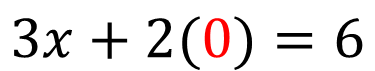 3x + 2(0) = 6